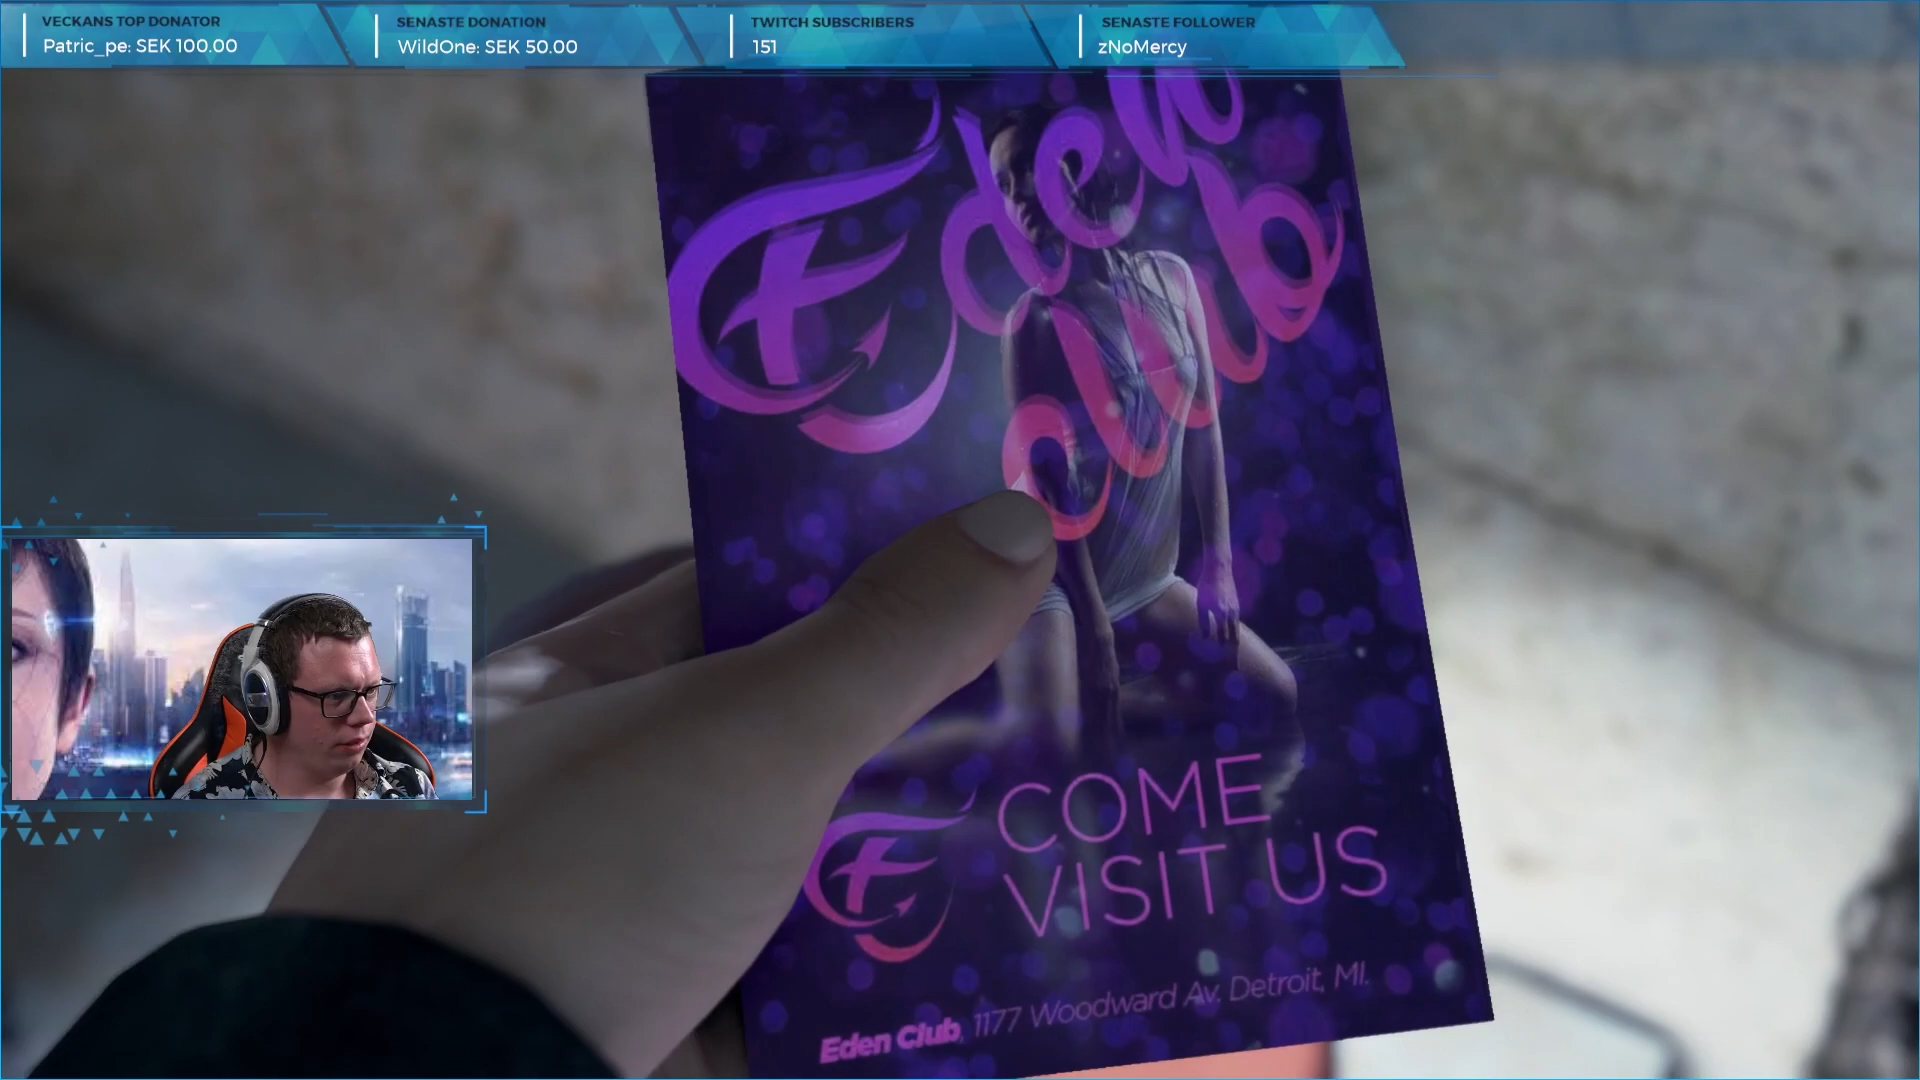 VECKANS TOP DONATOR
Patric_pe: SEK 100.00
SENASTE DONATION
WildOne: SEK 50.00
TWITCH SUBSCRIBERS
151
SENASTE FOLLOWER
zNoMercy
Eden
club
COME
VISIT US
Eden Club, 1177 Woodward Av. Detroit, MI.